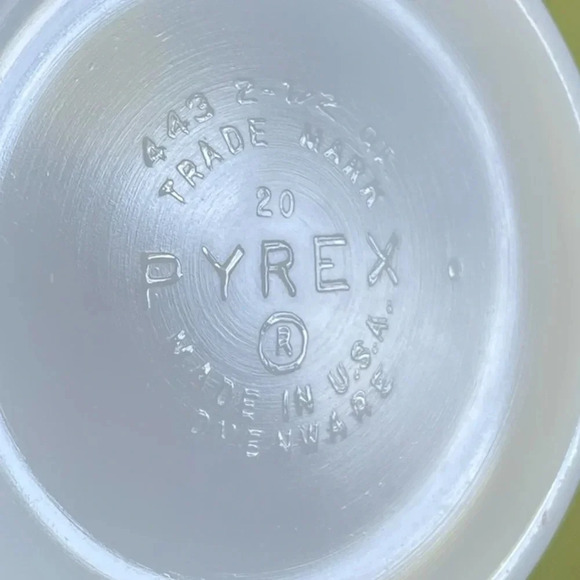 443 2-1/2 QT
TRADE MARK
20
PYREX
®
MADE IN U.S.A.
OVENWARE